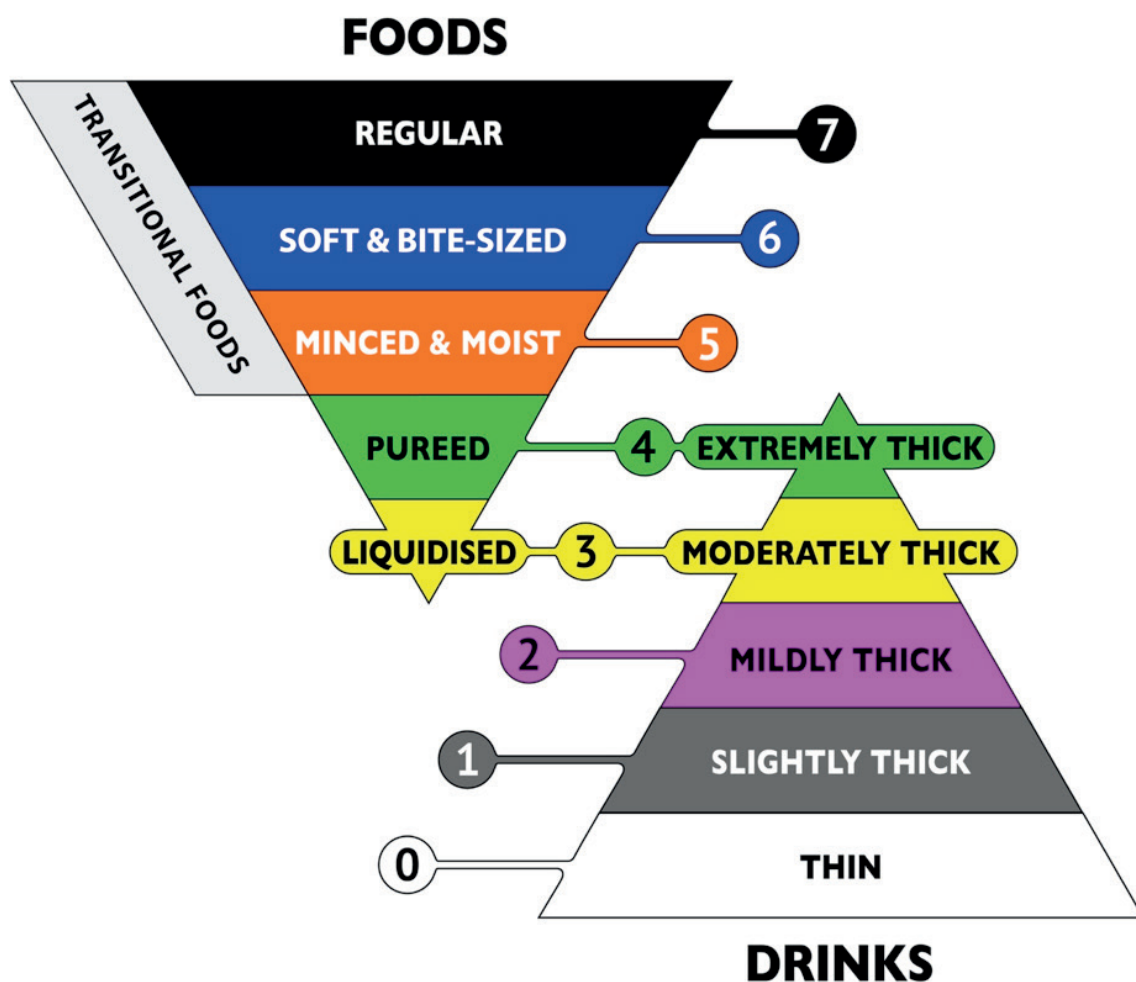 FOODS
TRANSITIONAL FOODS
REGULAR
7
SOFT & BITE-SIZED
6
MINCED & MOIST
5
PUREED
4
EXTREMELY THICK
LIQUIDISED
3
MODERATELY THICK
2
MILDLY THICK
1
SLIGHTLY THICK
0
THIN
DRINKS